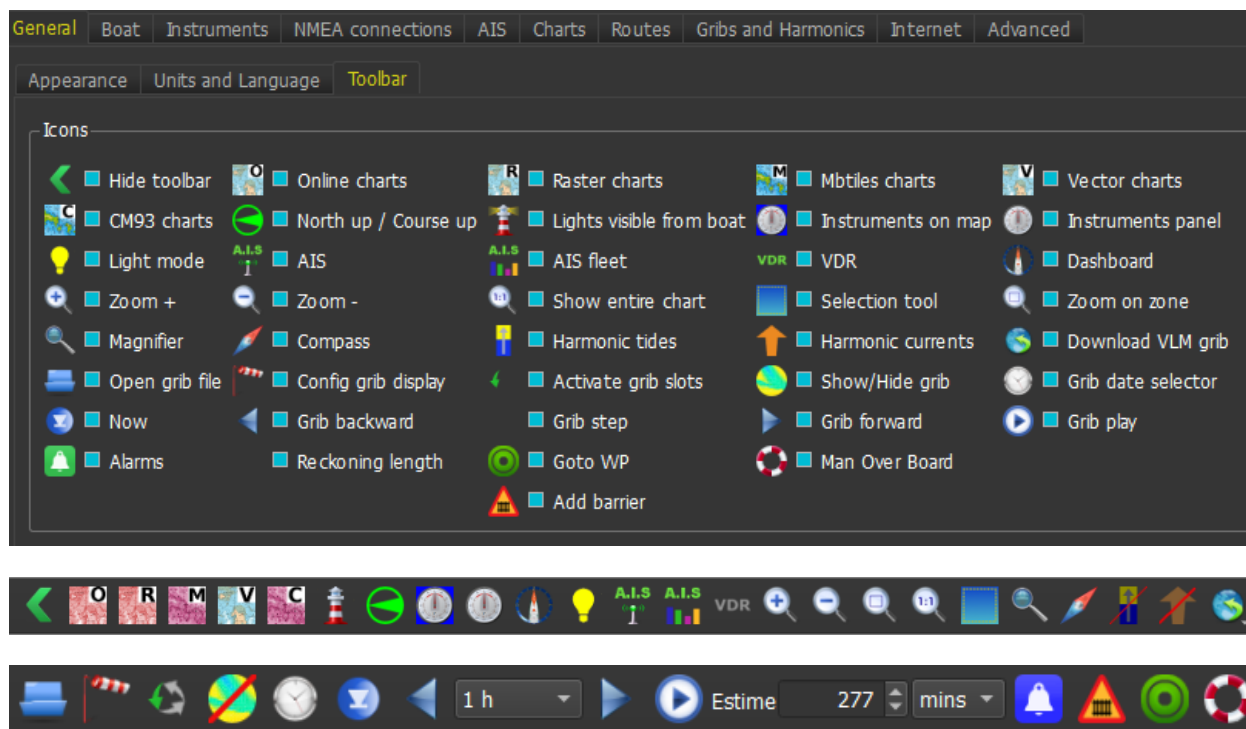 General Boat Instruments NMEA connections AIS Charts Routes Gribs and Harmonics Internet Advanced
Appearance Units and Language Toolbar
Icons
Hide toolbar O Online charts R Raster charts M Mbtiles charts V Vector charts
C CM93 charts North up / Course up Lights visible from boat Instruments on map Instruments panel
Light mode A.I.S AIS A.I.S AIS fleet VDR VDR Dashboard
Zoom + Zoom - 1:1 Show entire chart Selection tool Zoom on zone
Magnifier Compass Harmonic tides Harmonic currents Download VLM grib
Open grib file Config grib display Activate grib slots Show/Hide grib Grib date selector
Now Grib backward Grib step Grib forward Grib play
Alarms Reckoning length Goto WP Man Over Board
Add barrier
O R M V C A.I.S A.I.S VDR 1:1
1 h Estime 277 mins